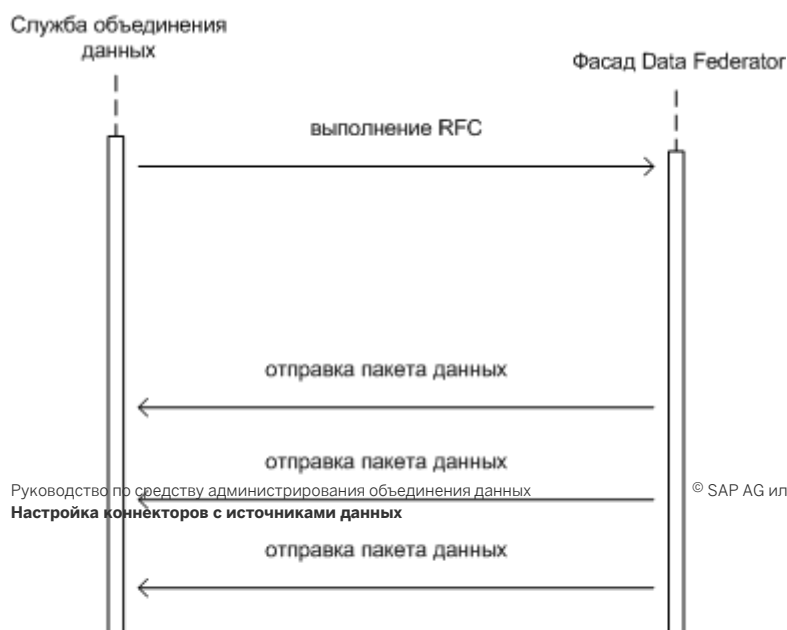 Служба объединения
данных
Фасад Data Federator
выполнение RFC
отправка пакета данных
отправка пакета данных
Руководство по средству администрирования объединения данных
© SAP AG ил
Настройка коннекторов с источниками данных
отправка пакета данных